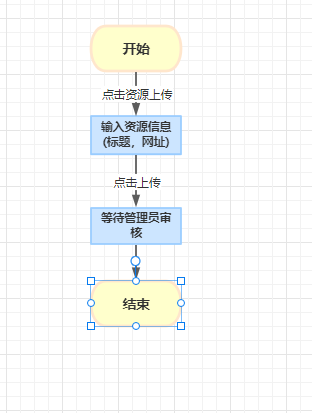 开始
点击资源上传
输入资源信息
(标题，网址)
点击上传
等待管理员审
核
结束